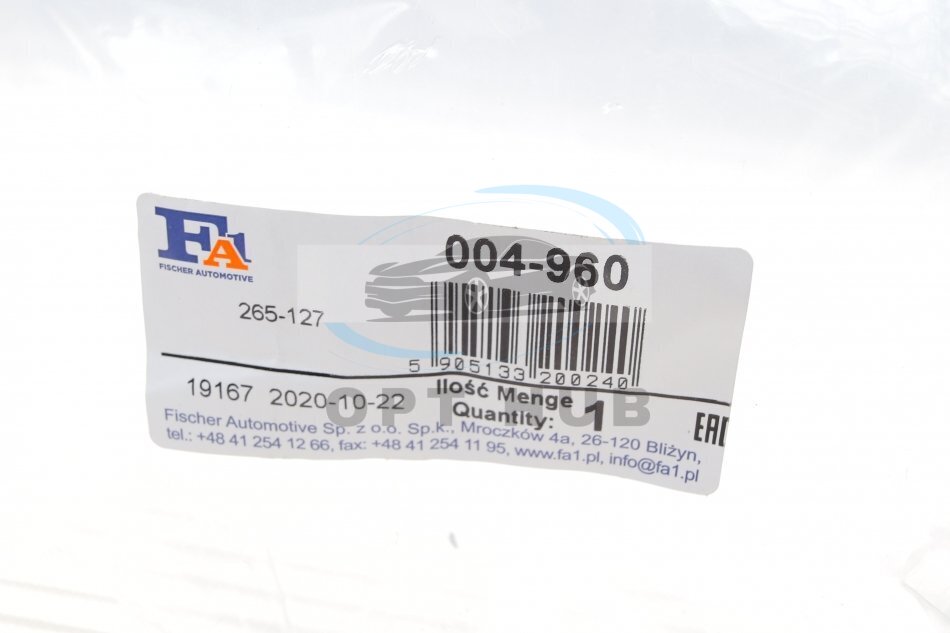 FA1
FISCHER AUTOMOTIVE
004-960
265-127
5 905133 200240
19167 2020-10-22
Ilość Menge
Quantity: 1
EAC
Fischer Automotive Sp. z o.o. Sp.k., Mroczków 4a, 26-120 Bliżyn,
tel.: +48 41 254 12 66, fax: +48 41 254 11 95, www.fa1.pl, info@fa1.pl
OPT HUB